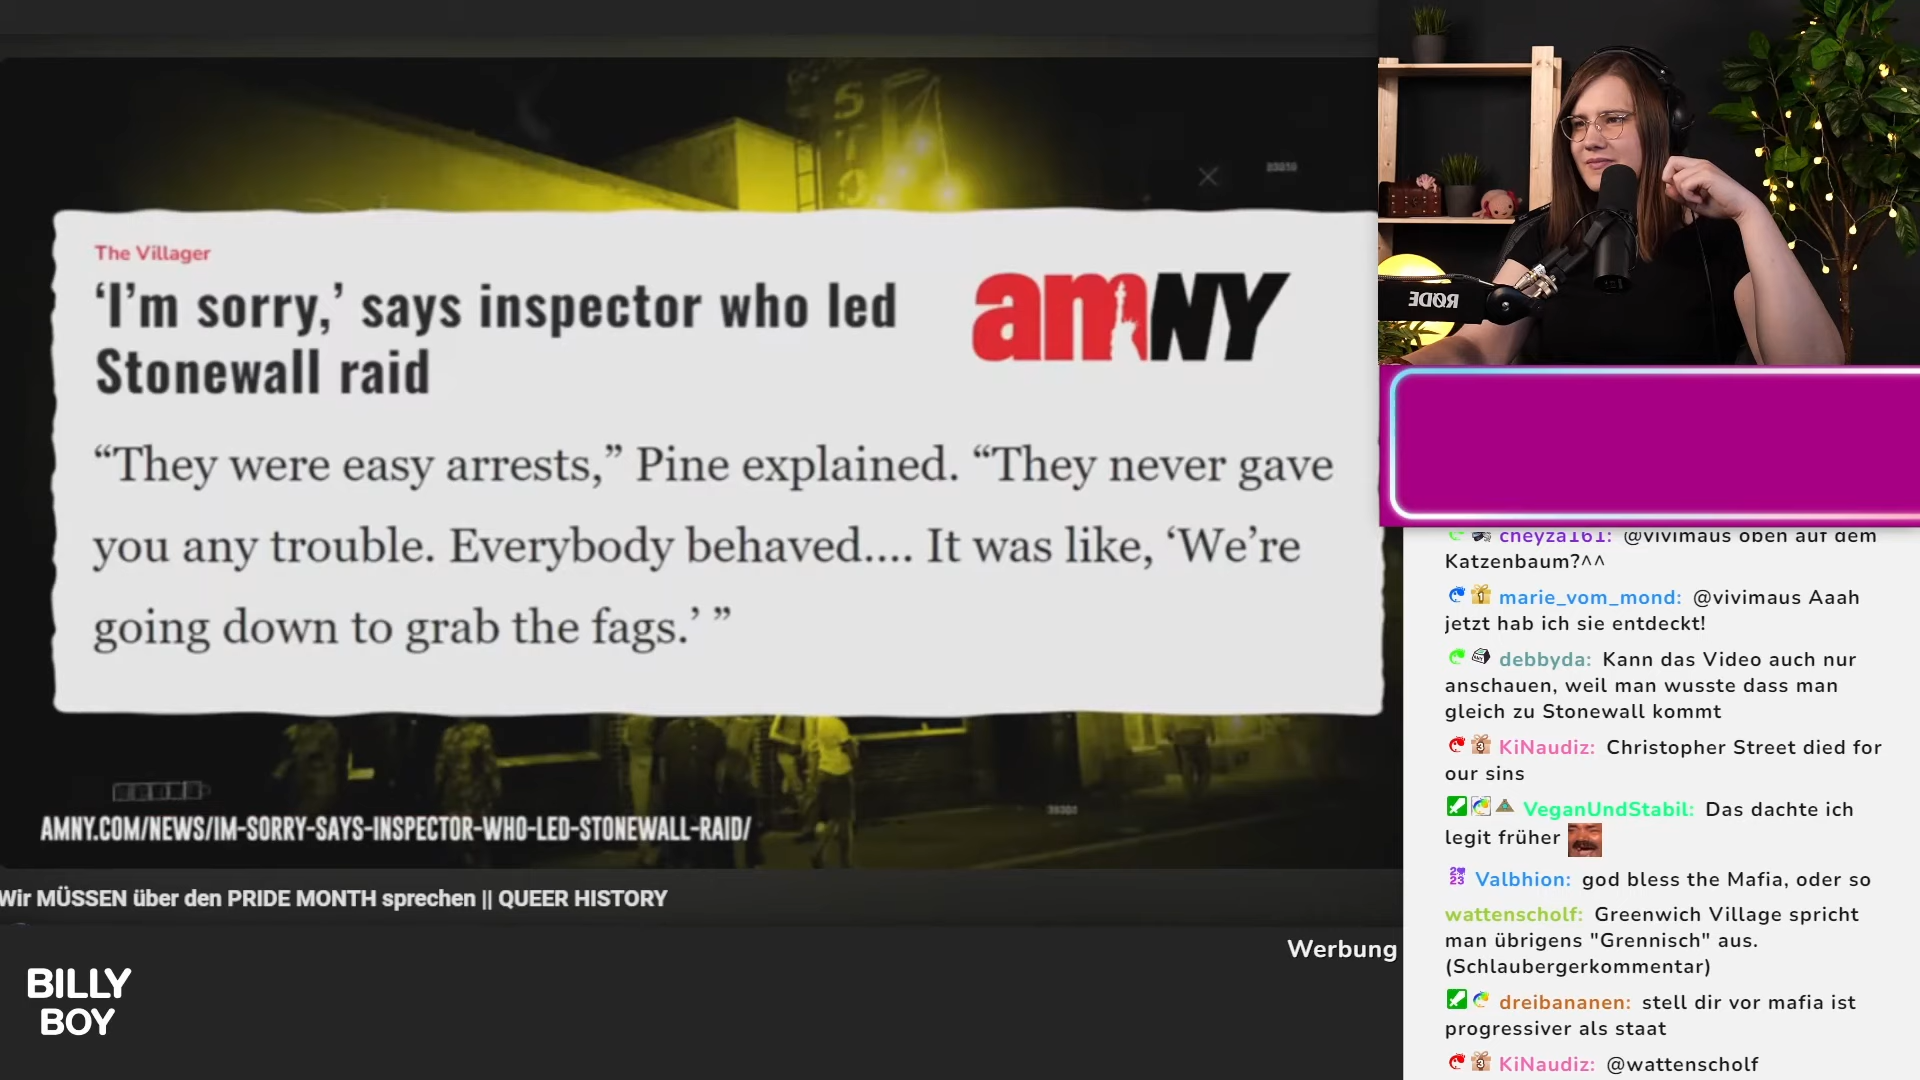 The Villager
‘I’m sorry,’ says inspector who led
Stonewall raid
amNY
“They were easy arrests,” Pine explained. “They never gave
you any trouble. Everybody behaved.... It was like, ‘We’re
going down to grab the fags.’ ”
AMNY.COM/NEWS/IM-SORRY-SAYS-INSPECTOR-WHO-LED-STONEWALL-RAID/
Wir MÜSSEN über den PRIDE MONTH sprechen || QUEER HISTORY
Werbung
BILLY
BOY
RØDE
cheyza161: @vivimaus oben auf dem
Katzenbaum?^^
marie_vom_mond: @vivimaus Aaah
jetzt hab ich sie entdeckt!
debbyda: Kann das Video auch nur
anschauen, weil man wusste dass man
gleich zu Stonewall kommt
KiNaudiz: Christopher Street died for
our sins
VeganUndStabil: Das dachte ich
legit früher
Valbhion: god bless the Mafia, oder so
wattenscholf: Greenwich Village spricht
man übrigens "Grennisch" aus.
(Schlaubergerkommentar)
dreibananen: stell dir vor mafia ist
progressiver als staat
KiNaudiz: @wattenscholf